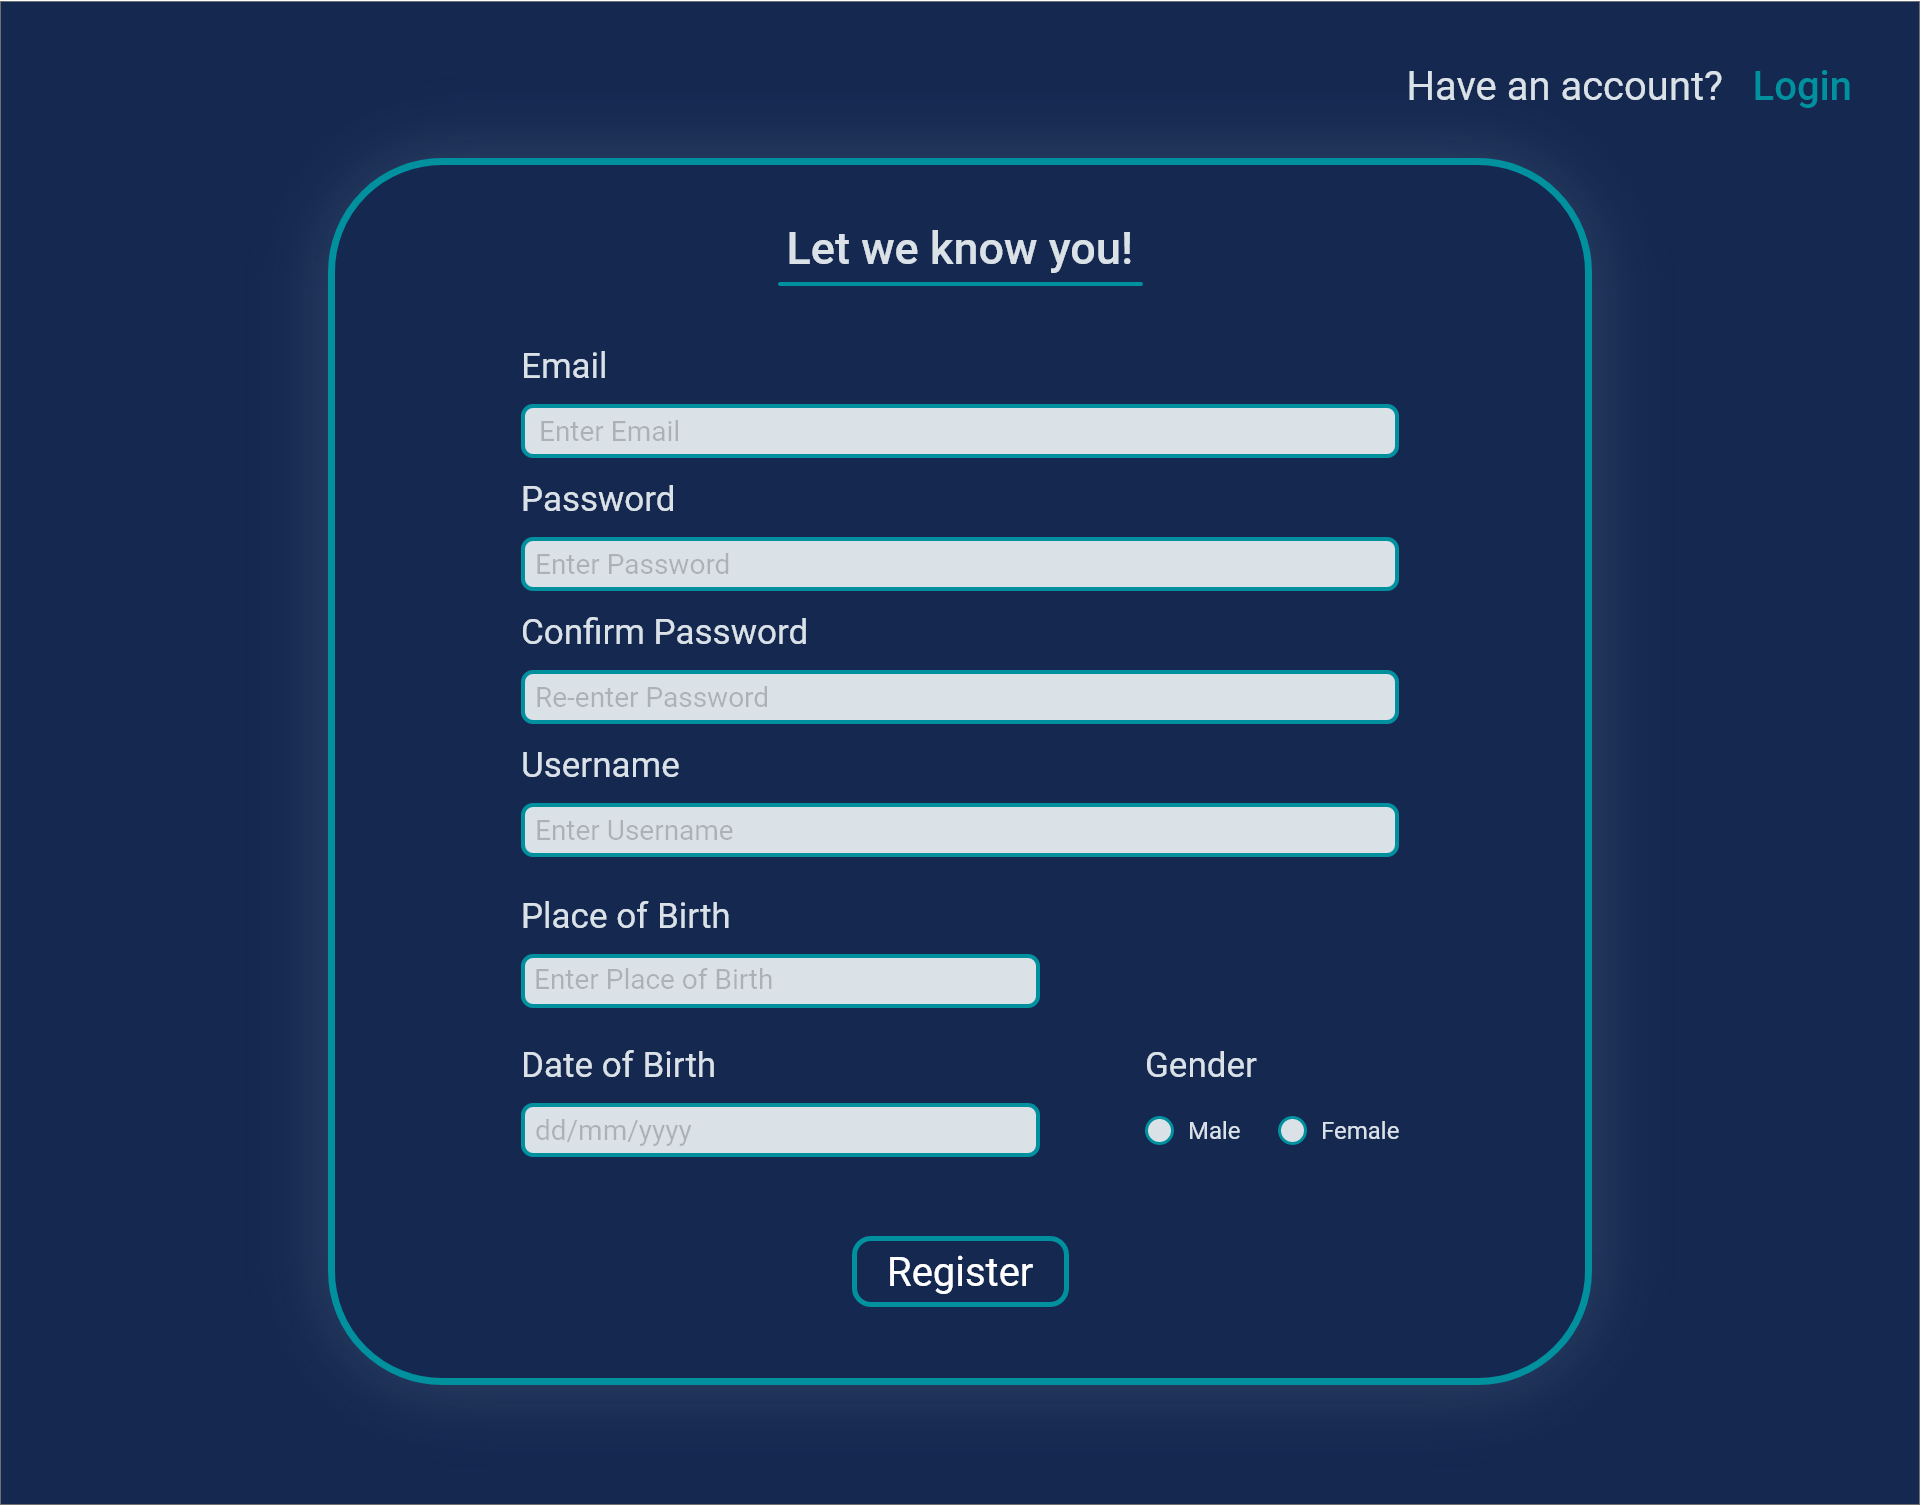 Have an account? Login
Let we know you!
Email
Enter Email
Password
Enter Password
Confirm Password
Re-enter Password
Username
Enter Username
Place of Birth
Enter Place of Birth
Date of Birth
dd/mm/yyyy
Gender
Male Female
Register